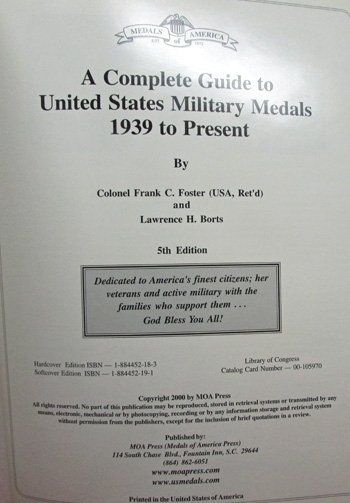 MEDALS of AMERICA
EST. 1972
A Complete Guide to
United States Military Medals
1939 to Present
By
Colonel Frank C. Foster (USA, Ret'd)
and
Lawrence H. Borts
5th Edition
Dedicated to America's finest citizens; her
veterans and active military with the
families who support them . . .
God Bless You All!
Hardcover Edition ISBN — 1-884452-18-3
Softcover Edition ISBN — 1-884452-19-1
Library of Congress
Catalog Card Number — 00-105970
Copyright 2000 by MOA Press
All rights reserved. No part of this publication may be reproduced, stored in retrieval systems or transmitted by any
means, electronic, mechanical or by photocopying, recording or by any information storage and retrieval system
without permission from the publishers, except for the inclusion of brief quotations in a review.
Published by:
MOA Press (Medals of America Press)
114 South Chase Blvd., Fountain Inn, S.C. 29644
(864) 862-6051
www.moapress.com
www.usmedals.com
Printed in the United States of America